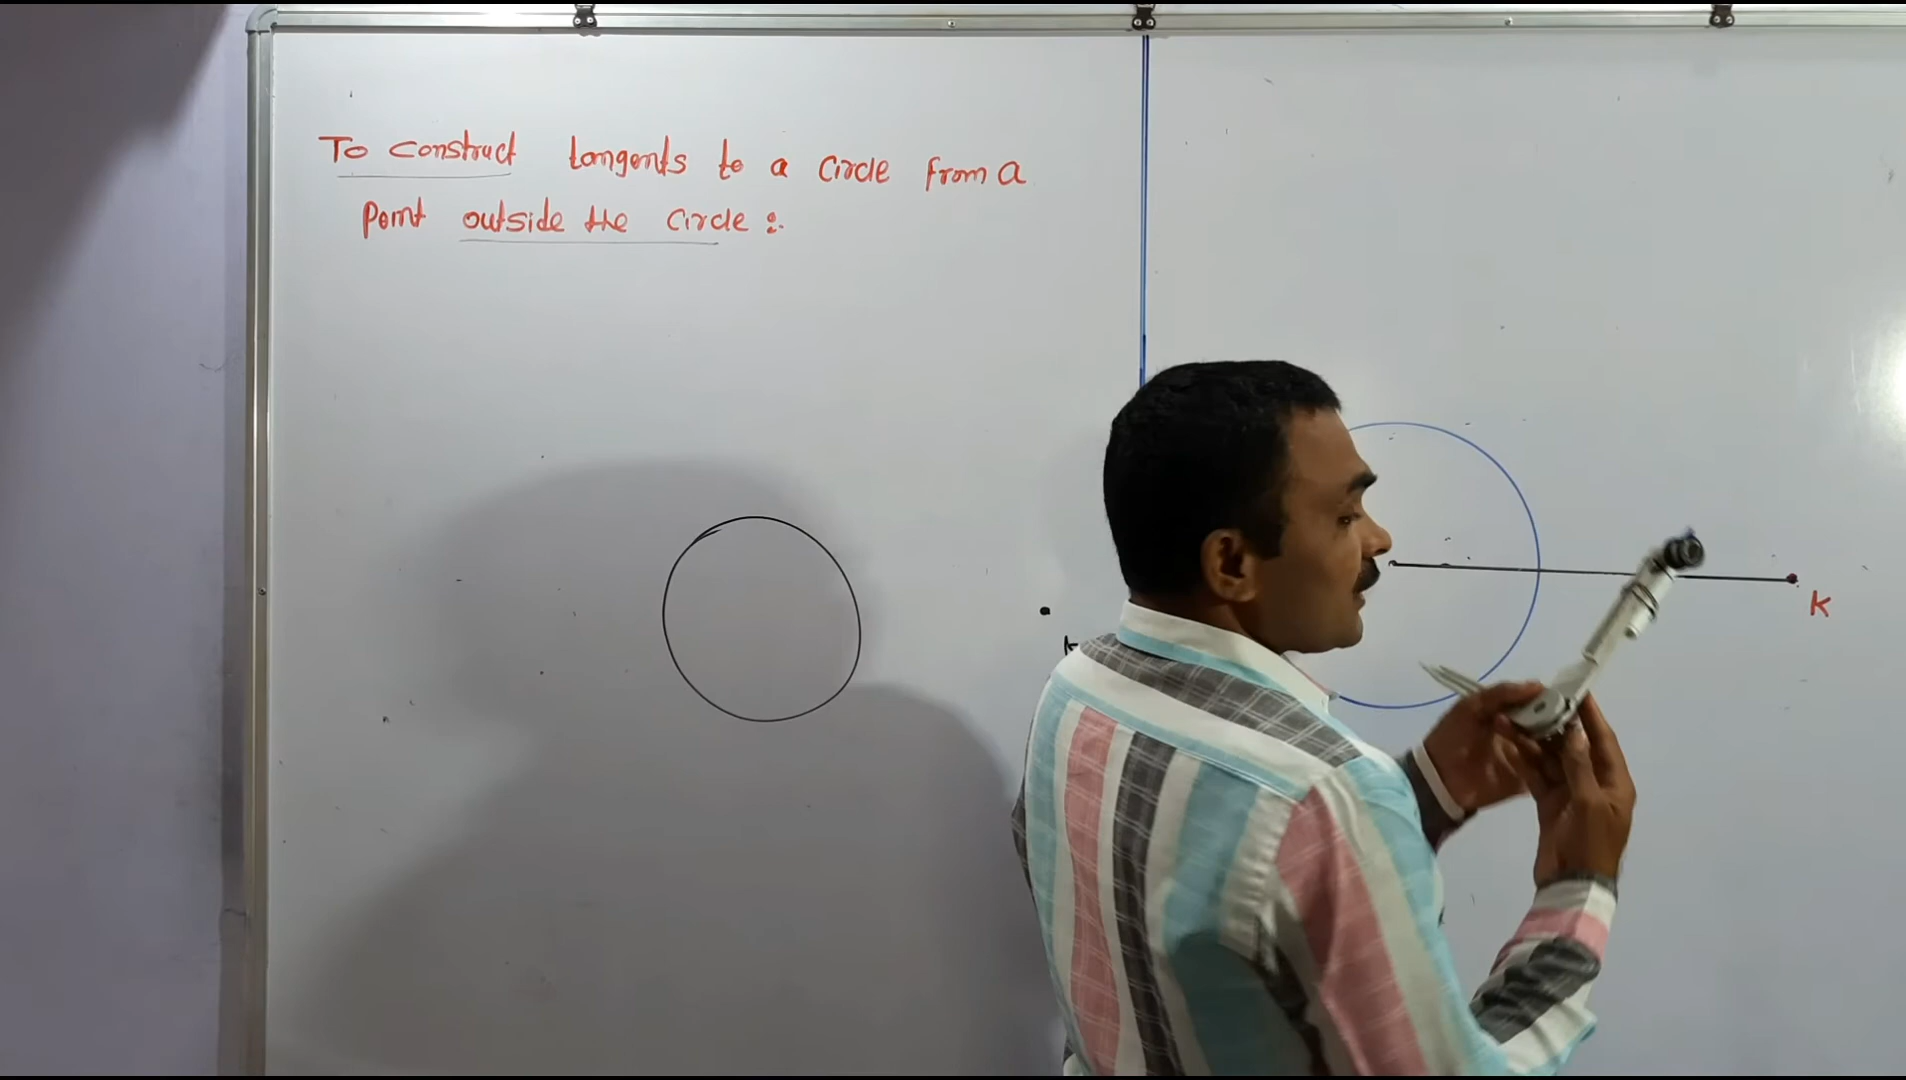 To construct tangents to a circle from a
Point outside the circle :-
K
K